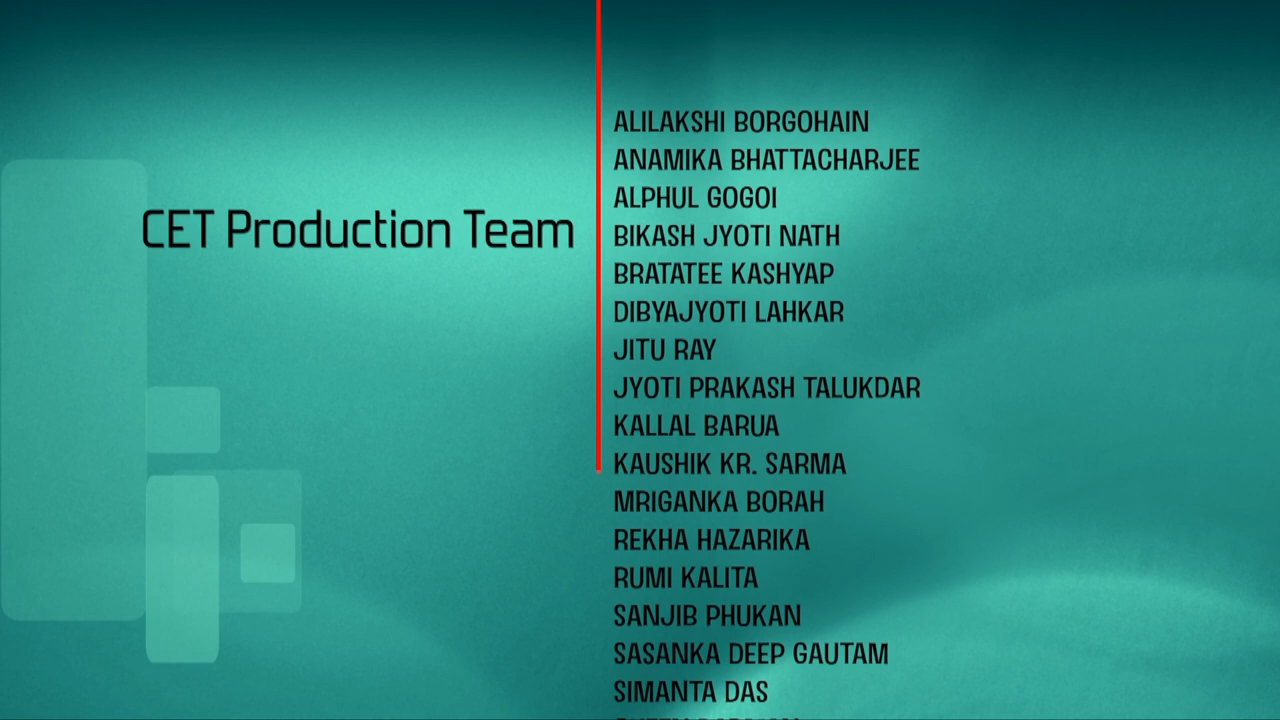 CET Production Team
ALILAKSHI BORGOHAIN
ANAMIKA BHATTACHARJEE
ALPHUL GOGOI
BIKASH JYOTI NATH
BRATATEE KASHYAP
DIBYAJYOTI LAHKAR
JITU RAY
JYOTI PRAKASH TALUKDAR
KALLAL BARUA
KAUSHIK KR. SARMA
MRIGANKA BORAH
REKHA HAZARIKA
RUMI KALITA
SANJIB PHUKAN
SASANKA DEEP GAUTAM
SIMANTA DAS